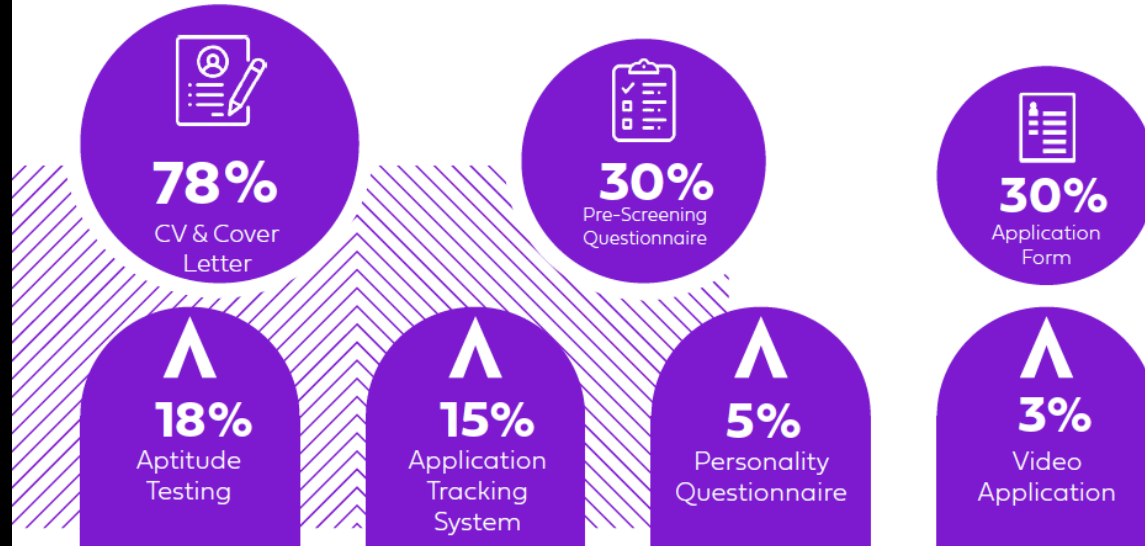 78%
CV & Cover
Letter
30%
Pre-Screening
Questionnaire
30%
Application
Form
18%
Aptitude
Testing
15%
Application
Tracking
System
5%
Personality
Questionnaire
3%
Video
Application